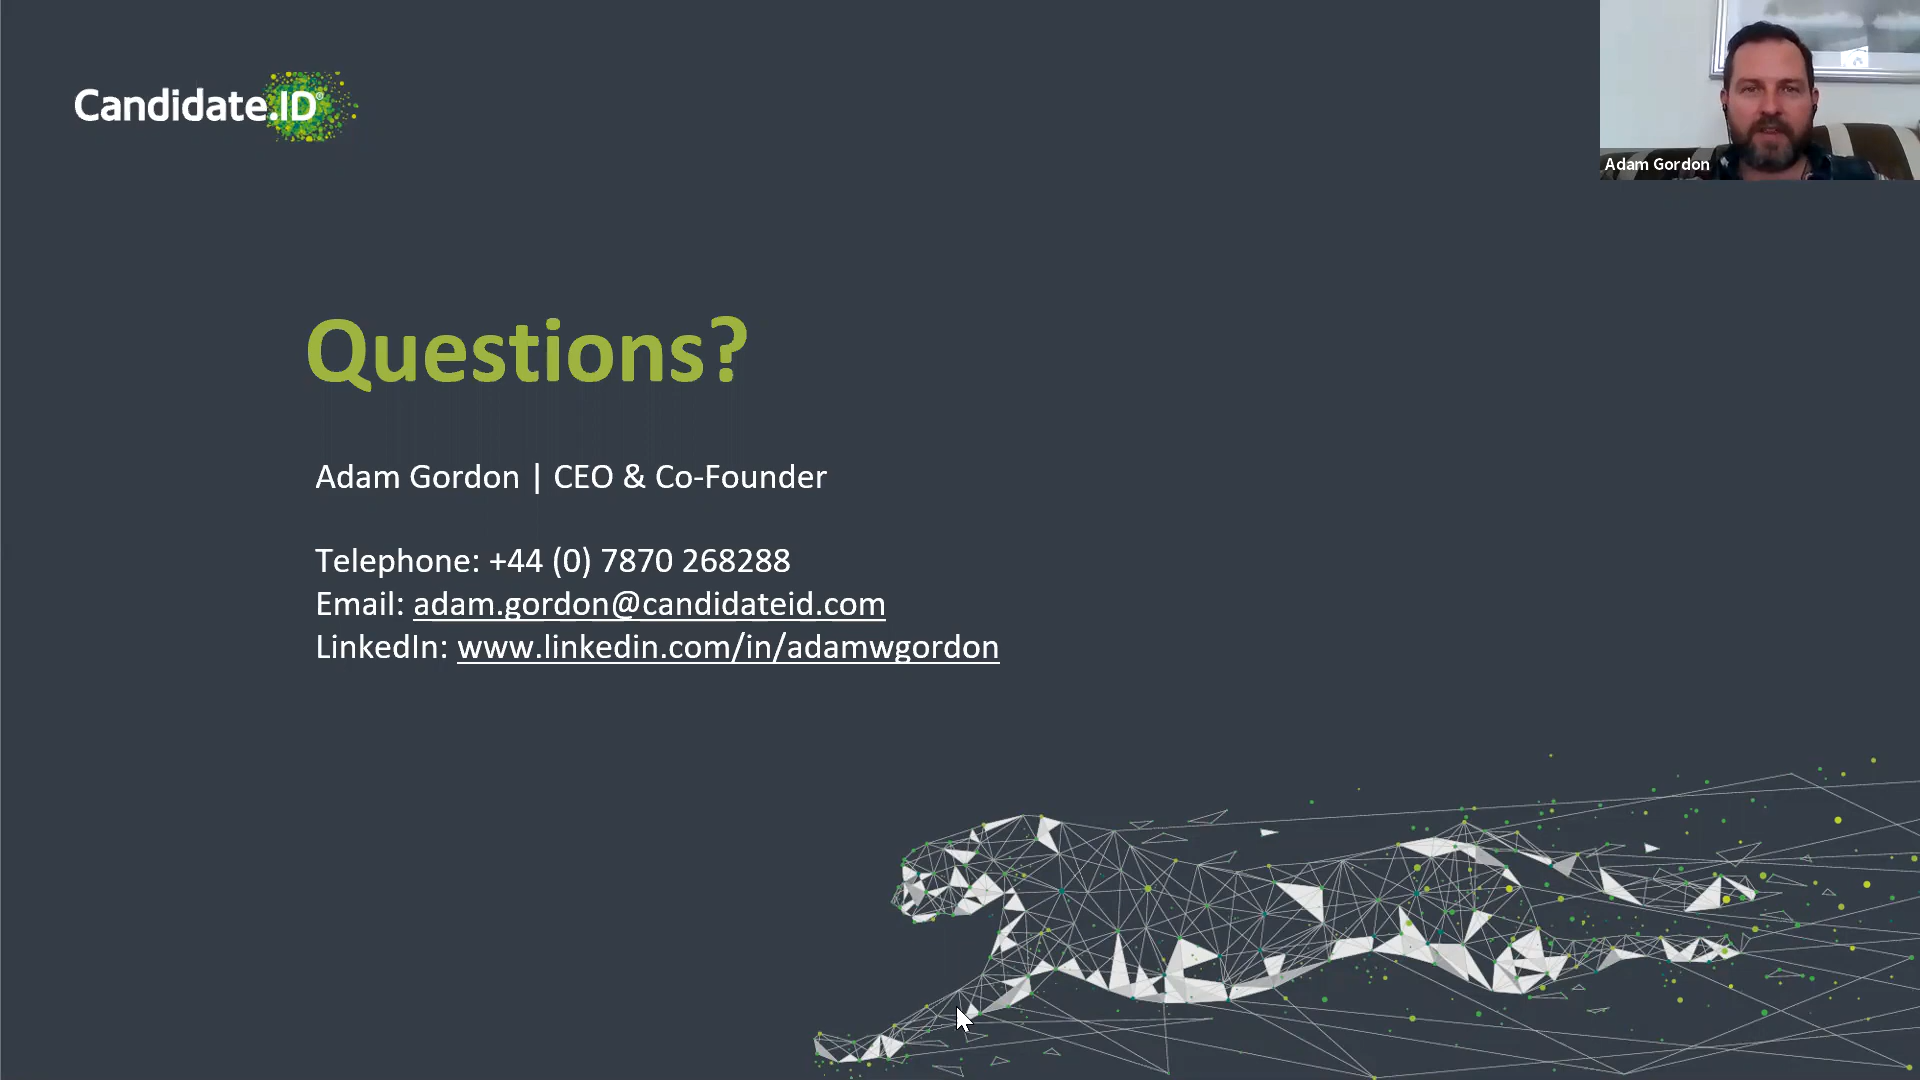 Candidate.ID®
Adam Gordon
Questions?
Adam Gordon | CEO & Co-Founder
Telephone: +44 (0) 7870 268288
Email: adam.gordon@candidateid.com
LinkedIn: www.linkedin.com/in/adamwgordon